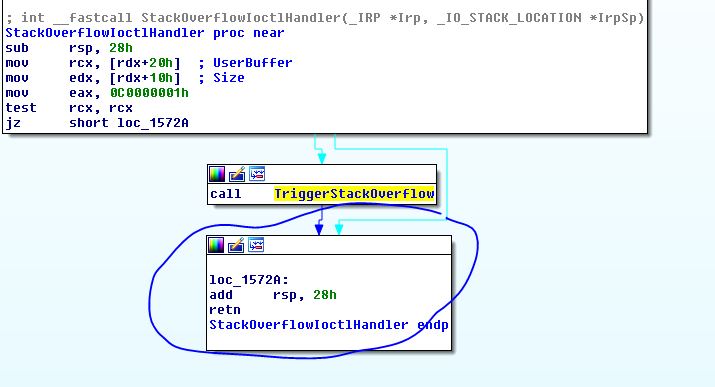 ; int __fastcall StackOverflowIoctlHandler(_IRP *Irp, _IO_STACK_LOCATION *IrpSp)
StackOverflowIoctlHandler proc near
sub rsp, 28h
mov rcx, [rdx+20h] ; UserBuffer
mov edx, [rdx+10h] ; Size
mov eax, 0C0000001h
test rcx, rcx
jz short loc_1572A
call TriggerStackOverflow
loc_1572A:
add rsp, 28h
retn
StackOverflowIoctlHandler endp